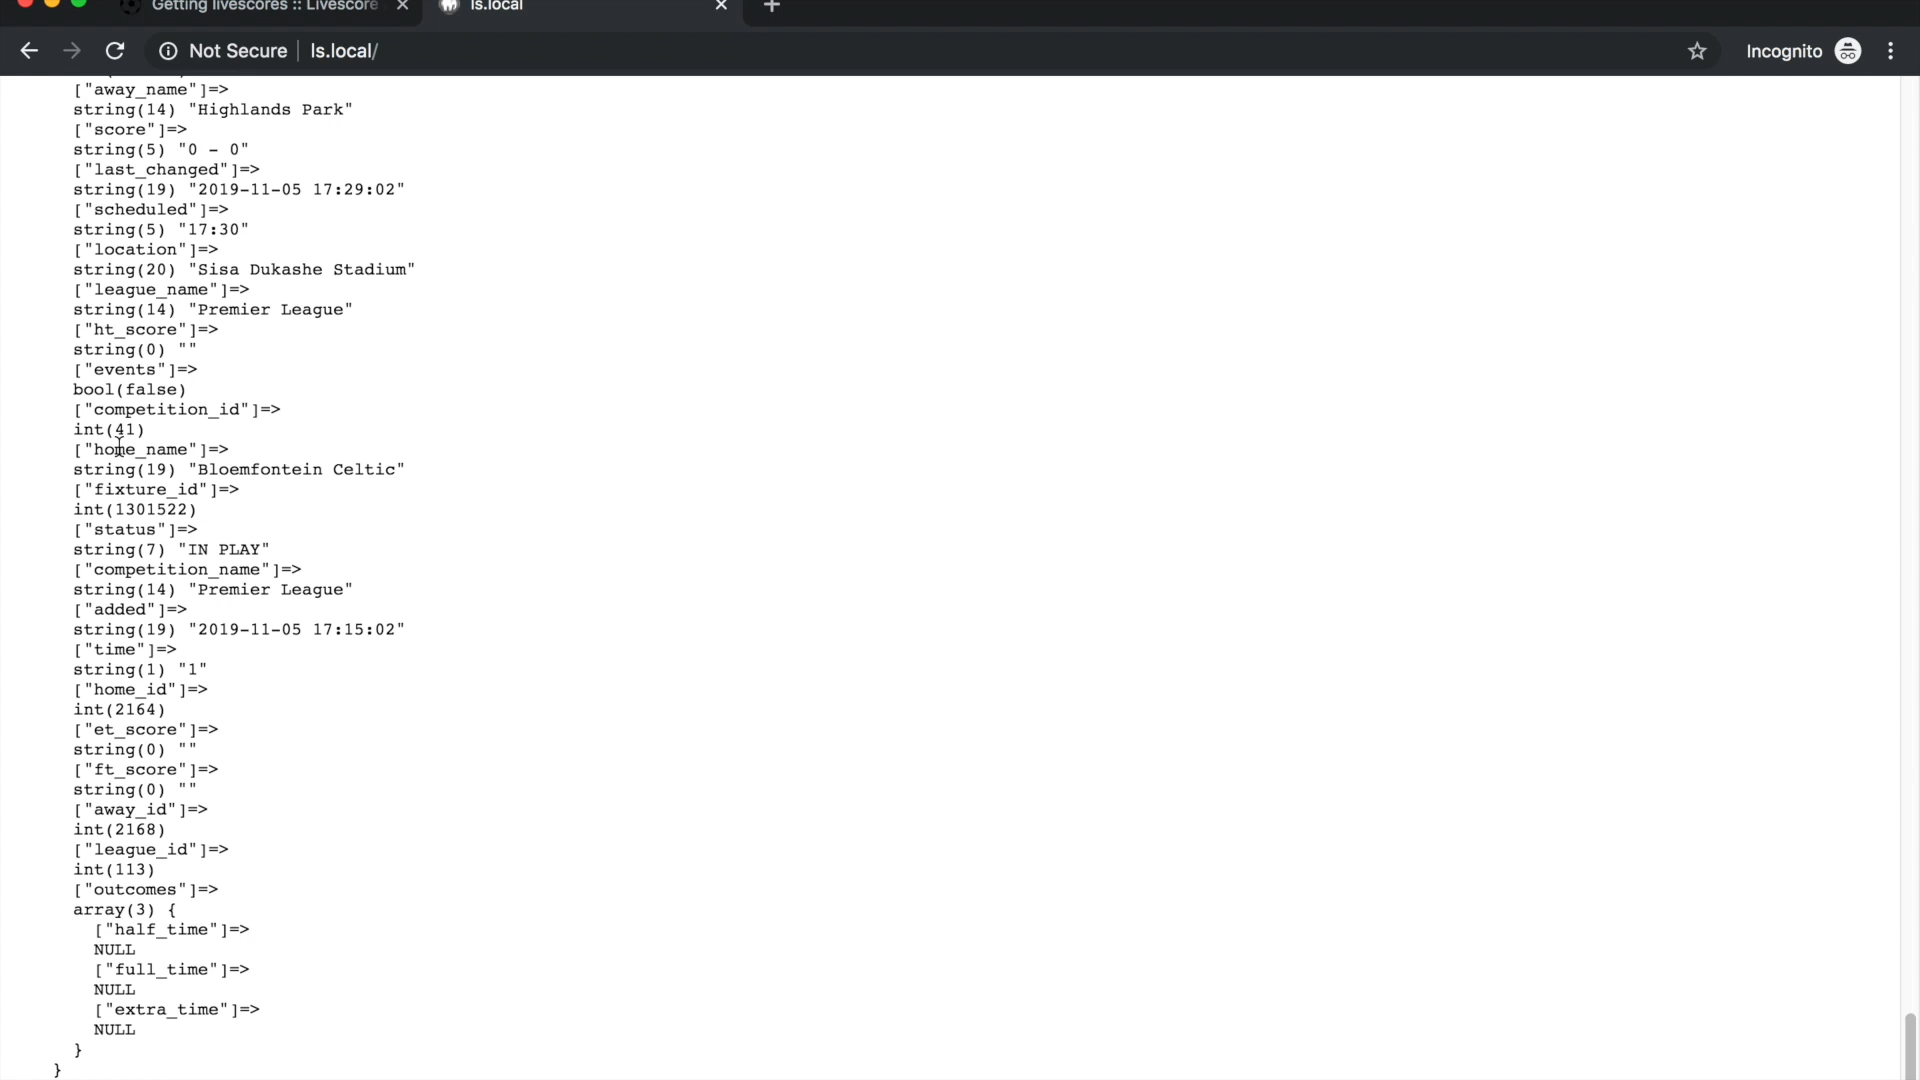 Getting livescores :: Livescore
ls.local
Not Secure
ls.local/
Incognito
["away_name"]=>
string(14) "Highlands Park"
["score"]=>
string(5) "0 - 0"
["last_changed"]=>
string(19) "2019-11-05 17:29:02"
["scheduled"]=>
string(5) "17:30"
["location"]=>
string(20) "Sisa Dukashe Stadium"
["league_name"]=>
string(14) "Premier League"
["ht_score"]=>
string(0) ""
["events"]=>
bool(false)
["competition_id"]=>
int(41)
["home_name"]=>
string(19) "Bloemfontein Celtic"
["fixture_id"]=>
int(1301522)
["status"]=>
string(7) "IN PLAY"
["competition_name"]=>
string(14) "Premier League"
["added"]=>
string(19) "2019-11-05 17:15:02"
["time"]=>
string(1) "1"
["home_id"]=>
int(2164)
["et_score"]=>
string(0) ""
["ft_score"]=>
string(0) ""
["away_id"]=>
int(2168)
["league_id"]=>
int(113)
["outcomes"]=>
array(3) {
["half_time"]=>
NULL
["full_time"]=>
NULL
["extra_time"]=>
NULL
}
}